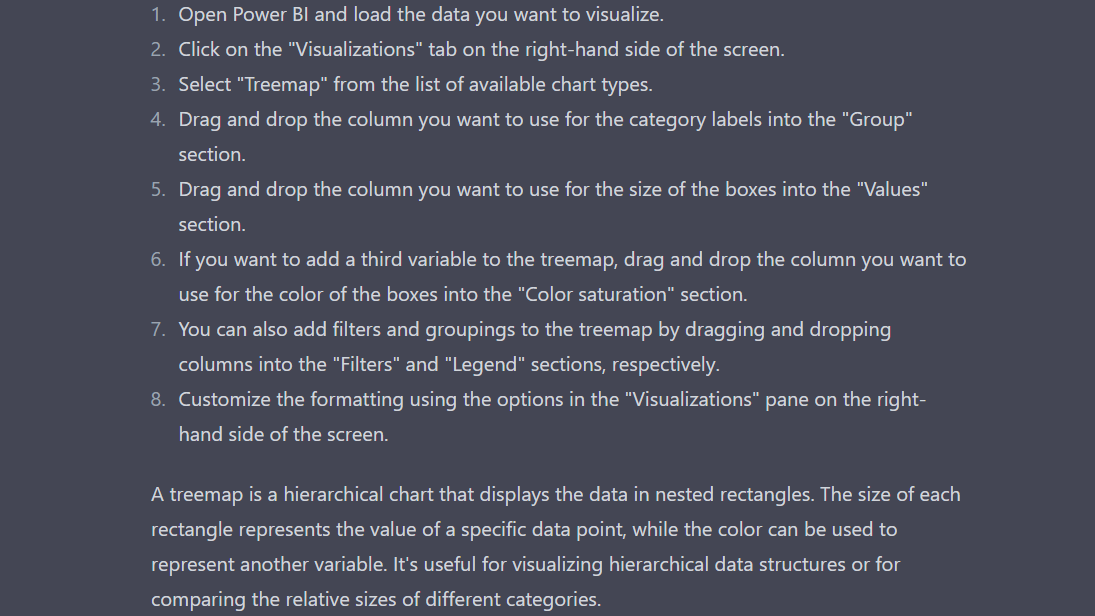 1. Open Power BI and load the data you want to visualize.
2. Click on the "Visualizations" tab on the right-hand side of the screen.
3. Select "Treemap" from the list of available chart types.
4. Drag and drop the column you want to use for the category labels into the "Group"
section.
5. Drag and drop the column you want to use for the size of the boxes into the "Values"
section.
6. If you want to add a third variable to the treemap, drag and drop the column you want to
use for the color of the boxes into the "Color saturation" section.
7. You can also add filters and groupings to the treemap by dragging and dropping
columns into the "Filters" and "Legend" sections, respectively.
8. Customize the formatting using the options in the "Visualizations" pane on the right-
hand side of the screen.
A treemap is a hierarchical chart that displays the data in nested rectangles. The size of each
rectangle represents the value of a specific data point, while the color can be used to
represent another variable. It's useful for visualizing hierarchical data structures or for
comparing the relative sizes of different categories.